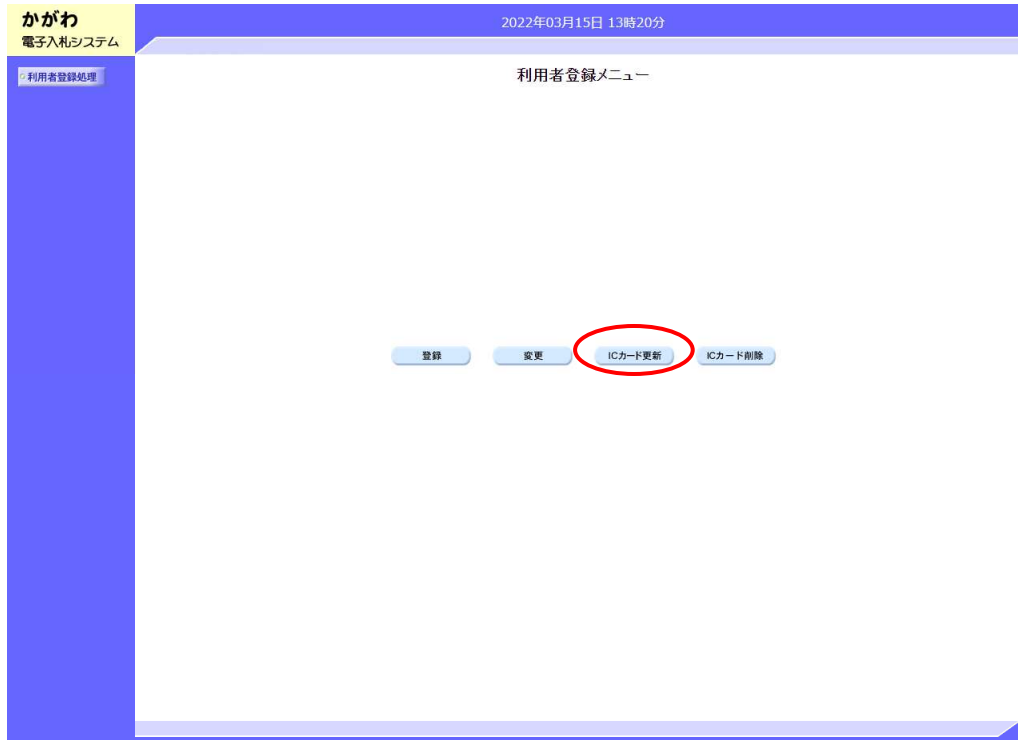 かがわ
電子入札システム
2022年03月15日 13時20分
利用者登録処理
利用者登録メニュー
登録
変更
ICカード更新
ICカード削除